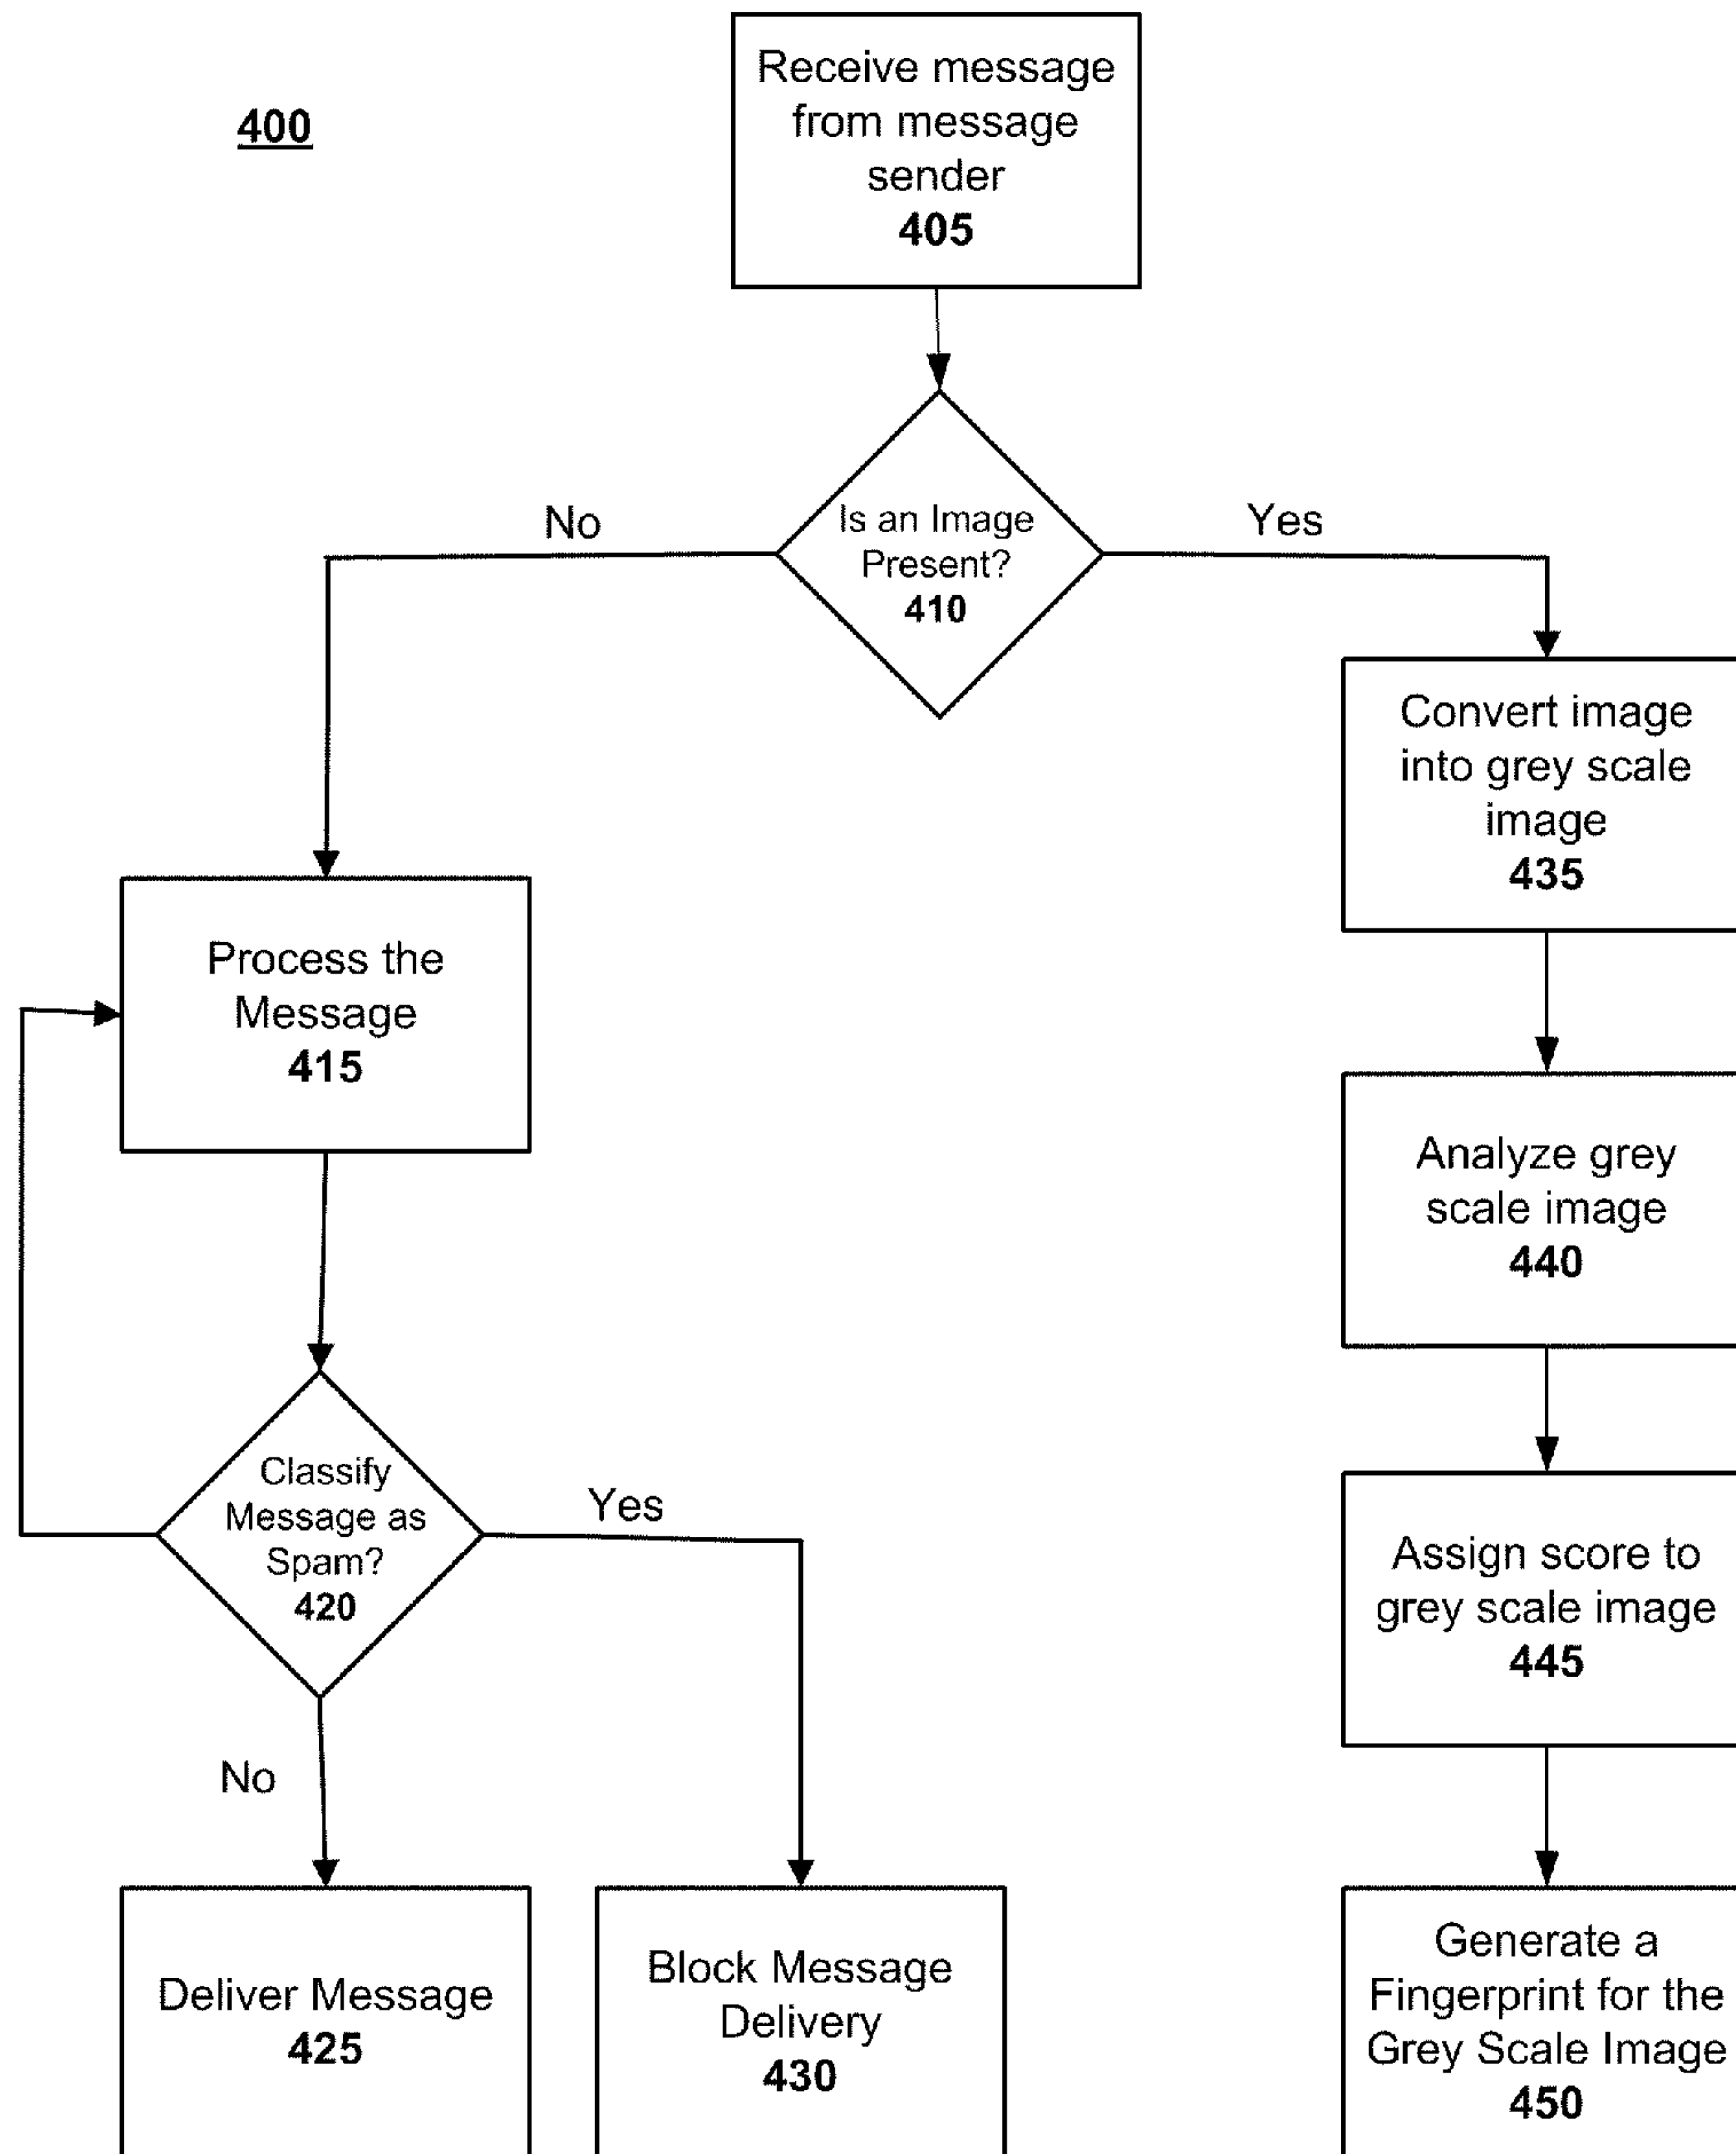 400
Receive message
from message
sender
405
Is an Image
Present?
410
No
Yes
Convert image
into grey scale
image
435
Process the
Message
415
Analyze grey
scale image
440
Classify
Message as
Spam?
420
Yes
No
Assign score to
grey scale image
445
Deliver Message
425
Block Message
Delivery
430
Generate a
Fingerprint for the
Grey Scale Image
450